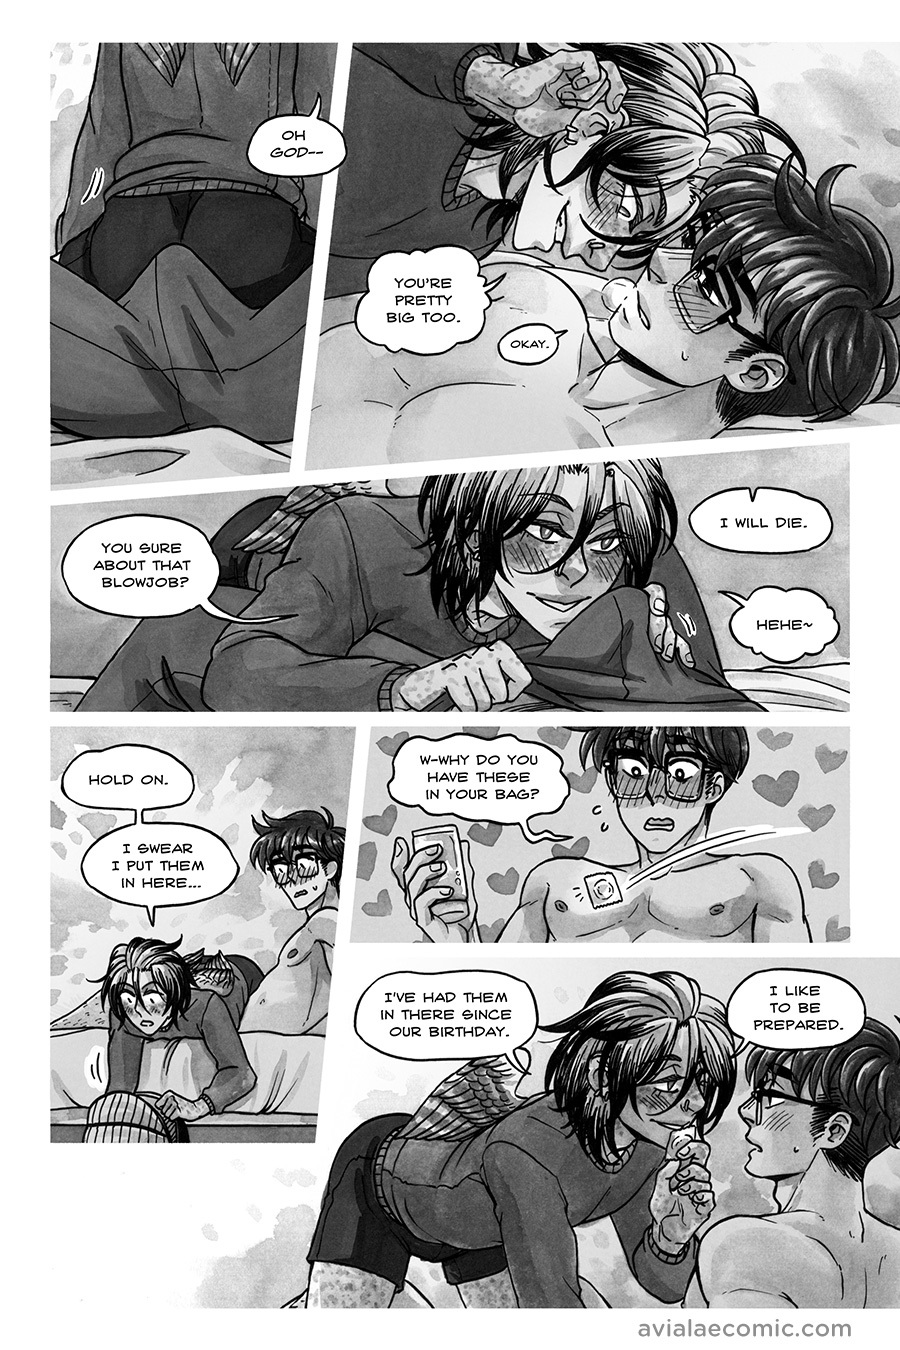 OH
GOD--
YOU'RE
PRETTY
BIG TOO.
OKAY.
YOU SURE
ABOUT THAT
BLOWJOB?
I WILL DIE.
HEHE~
HOLD ON.
I SWEAR
I PUT THEM
IN HERE...
W-WHY DO YOU
HAVE THESE
IN YOUR BAG?
I'VE HAD THEM
IN THERE SINCE
OUR BIRTHDAY.
I LIKE
TO BE
PREPARED.
avialaecomic.com